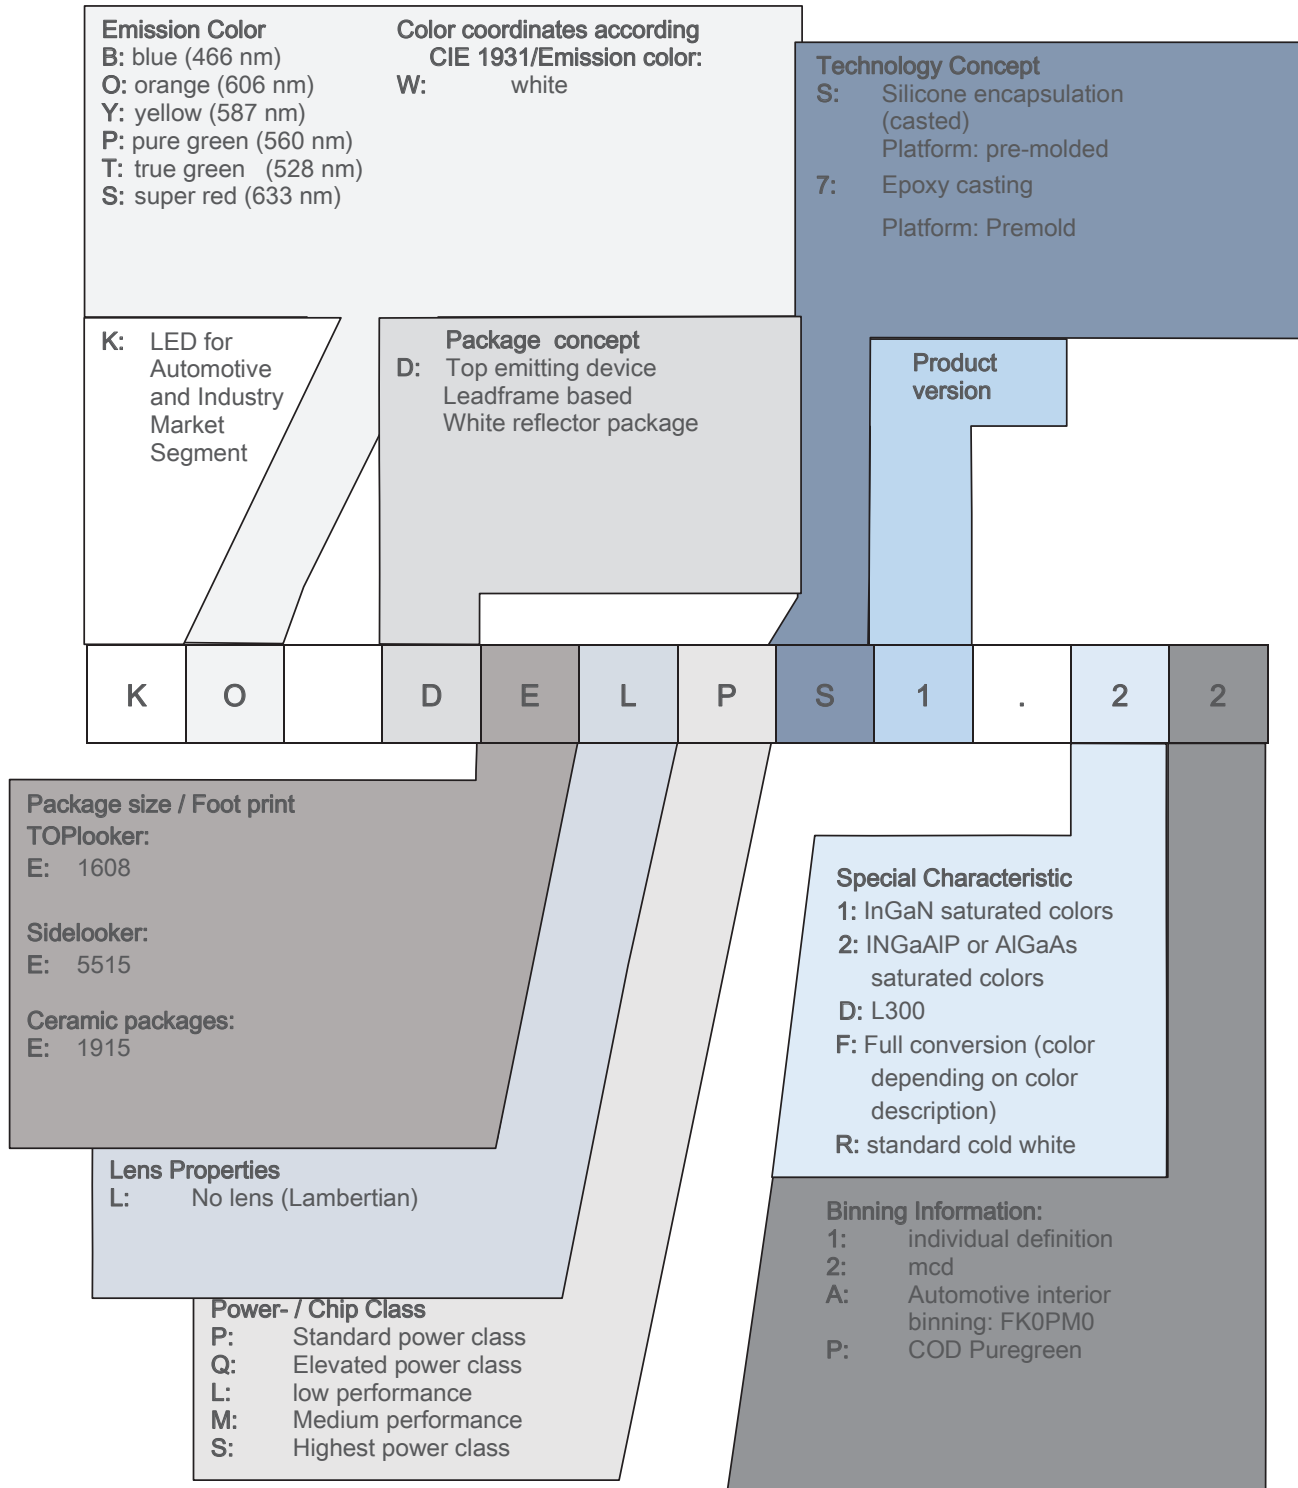 Emission Color
B: blue (466 nm)
O: orange (606 nm)
Y: yellow (587 nm)
P: pure green (560 nm)
T: true green (528 nm)
S: super red (633 nm)
Color coordinates according
CIE 1931/Emission color:
W: white
Technology Concept
S: Silicone encapsulation
(casted)
Platform: pre-molded
7: Epoxy casting
Platform: Premold
K: LED for
Automotive
and Industry
Market
Segment
Package concept
D: Top emitting device
Leadframe based
White reflector package
Product
version
K O D E L P S 1 . 2 2
Package size / Foot print
TOPlooker:
E: 1608
Sidelooker:
E: 5515
Ceramic packages:
E: 1915
Lens Properties
L: No lens (Lambertian)
Power- / Chip Class
P: Standard power class
Q: Elevated power class
L: low performance
M: Medium performance
S: Highest power class
Special Characteristic
1: InGaN saturated colors
2: INGaAlP or AlGaAs
saturated colors
D: L300
F: Full conversion (color
depending on color
description)
R: standard cold white
Binning Information:
1: individual definition
2: mcd
A: Automotive interior
binning: FK0PM0
P: COD Puregreen